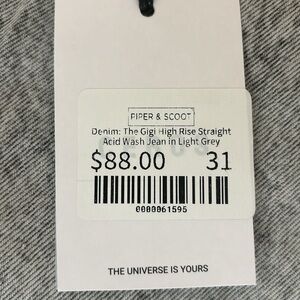 PIPER & SCOOT
Denim: The Gigi High Rise Straight
Acid Wash Jean in Light Grey
$88.00 31
0000061595
THE UNIVERSE IS YOURS